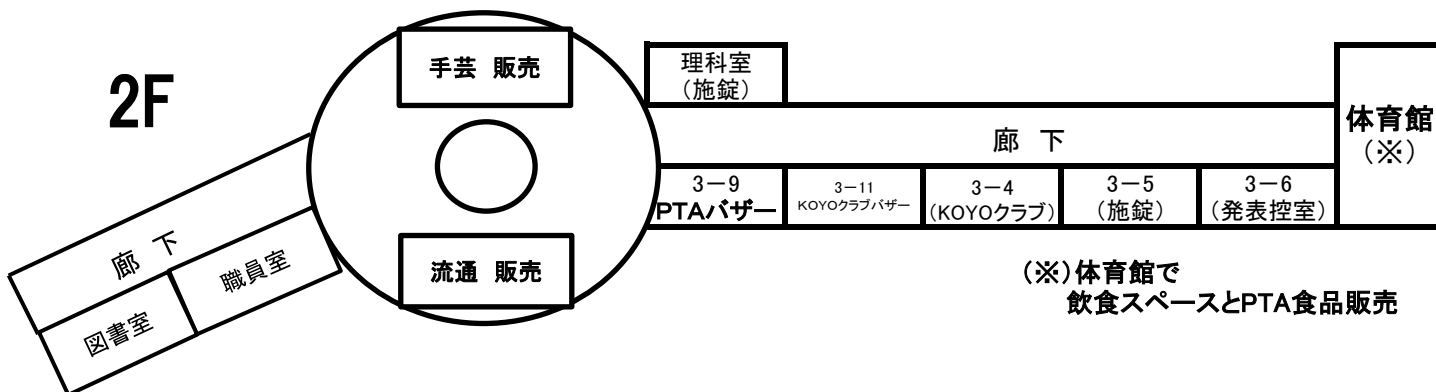 2F
手芸 販売
流通 販売
理科室
(施錠)
廊 下
体育館
(※)
3－9
PTAバザー
3－11
KOYOクラブバザー
3－4
(KOYOクラブ)
3－5
(施錠)
3－6
(発表控室)
廊 下
職員室
図書室
(※)体育館で
飲食スペースとPTA食品販売